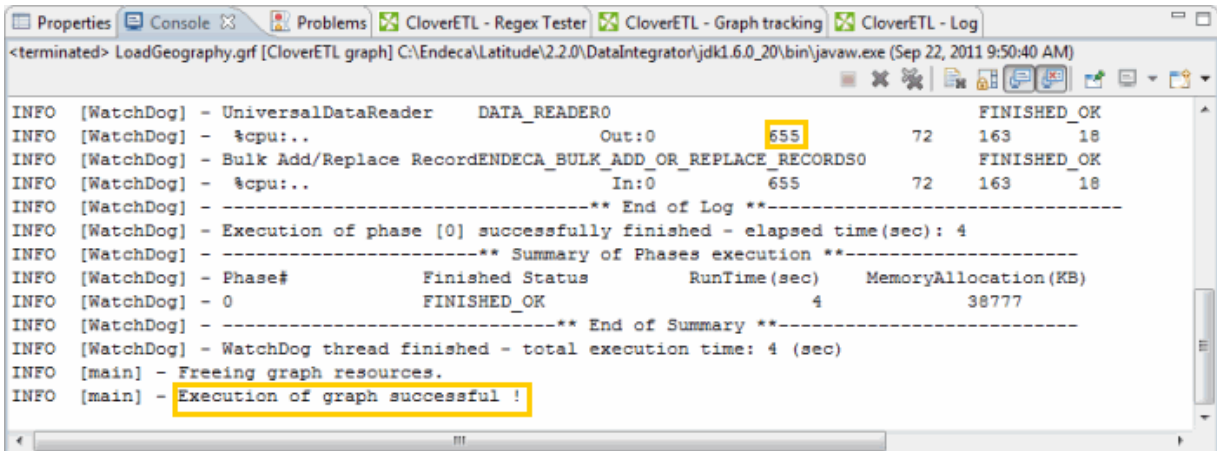 Properties Console Problems CloverETL - Regex Tester CloverETL - Graph tracking CloverETL - Log
<terminated> LoadGeography.grf [CloverETL graph] C:\Endeca\Latitude\2.2.0\DataIntegrator\jdk1.6.0_20\bin\javaw.exe (Sep 22, 2011 9:50:40 AM)
INFO [WatchDog] - UniversalDataReader DATA_READER0 FINISHED_OK
INFO [WatchDog] - %cpu:.. Out:0 655 72 163 18
INFO [WatchDog] - Bulk Add/Replace RecordENDECA_BULK_ADD_OR_REPLACE_RECORDS0 FINISHED_OK
INFO [WatchDog] - %cpu:.. In:0 655 72 163 18
INFO [WatchDog] - ---------------------------------** End of Log **--------------------------------
INFO [WatchDog] - Execution of phase [0] successfully finished - elapsed time(sec): 4
INFO [WatchDog] - -----------------------** Summary of Phases execution **---------------------
INFO [WatchDog] - Phase# Finished Status RunTime(sec) MemoryAllocation(KB)
INFO [WatchDog] - 0 FINISHED_OK 4 38777
INFO [WatchDog] - ------------------------------** End of Summary **---------------------------
INFO [WatchDog] - WatchDog thread finished - total execution time: 4 (sec)
INFO [main] - Freeing graph resources.
INFO [main] - Execution of graph successful !